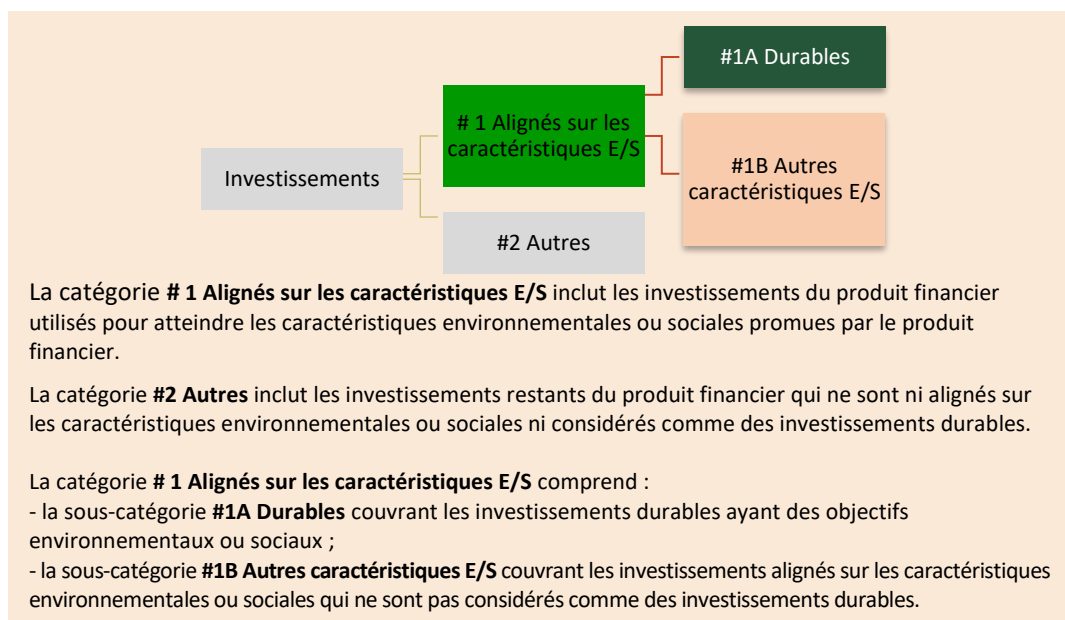 #1A Durables
# 1 Alignés sur les
caractéristiques E/S
#1B Autres
caractéristiques E/S
Investissements
#2 Autres
La catégorie # 1 Alignés sur les caractéristiques E/S inclut les investissements du produit financier
utilisés pour atteindre les caractéristiques environnementales ou sociales promues par le produit
financier.
La catégorie #2 Autres inclut les investissements restants du produit financier qui ne sont ni alignés sur
les caractéristiques environnementales ou sociales ni considérés comme des investissements durables.
La catégorie # 1 Alignés sur les caractéristiques E/S comprend :
- la sous-catégorie #1A Durables couvrant les investissements durables ayant des objectifs
environnementaux ou sociaux ;
- la sous-catégorie #1B Autres caractéristiques E/S couvrant les investissements alignés sur les caractéristiques
environnementales ou sociales qui ne sont pas considérés comme des investissements durables.